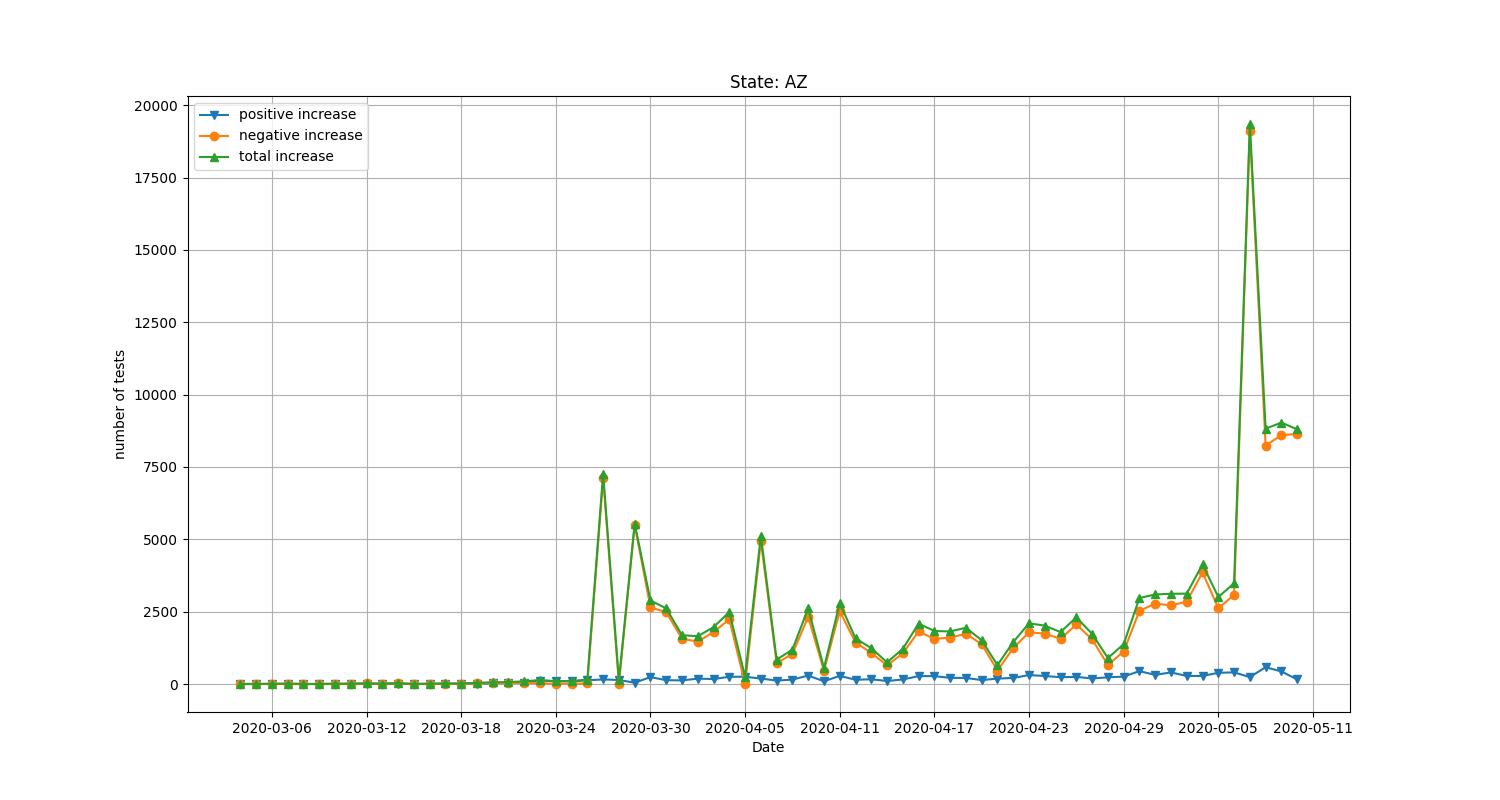 State: AZ
positive increase
negative increase
total increase
20000
17500
15000
12500
10000
7500
5000
2500
0
number of tests
2020-03-06 2020-03-12 2020-03-18 2020-03-24 2020-03-30 2020-04-05 2020-04-11 2020-04-17 2020-04-23 2020-04-29 2020-05-05 2020-05-11
Date